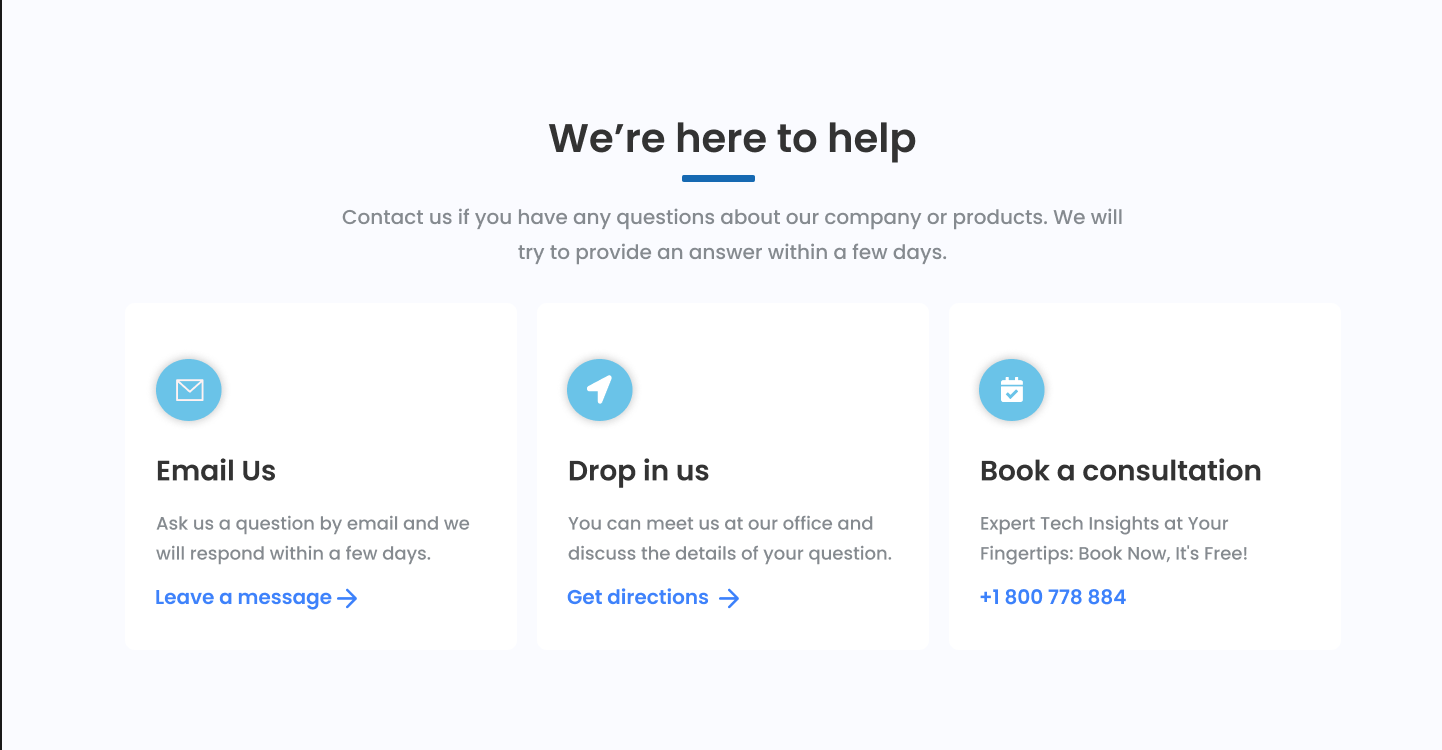 We’re here to help
Contact us if you have any questions about our company or products. We will
try to provide an answer within a few days.
Email Us
Ask us a question by email and we
will respond within a few days.
Leave a message
Drop in us
You can meet us at our office and
discuss the details of your question.
Get directions
Book a consultation
Expert Tech Insights at Your
Fingertips: Book Now, It's Free!
+1 800 778 884